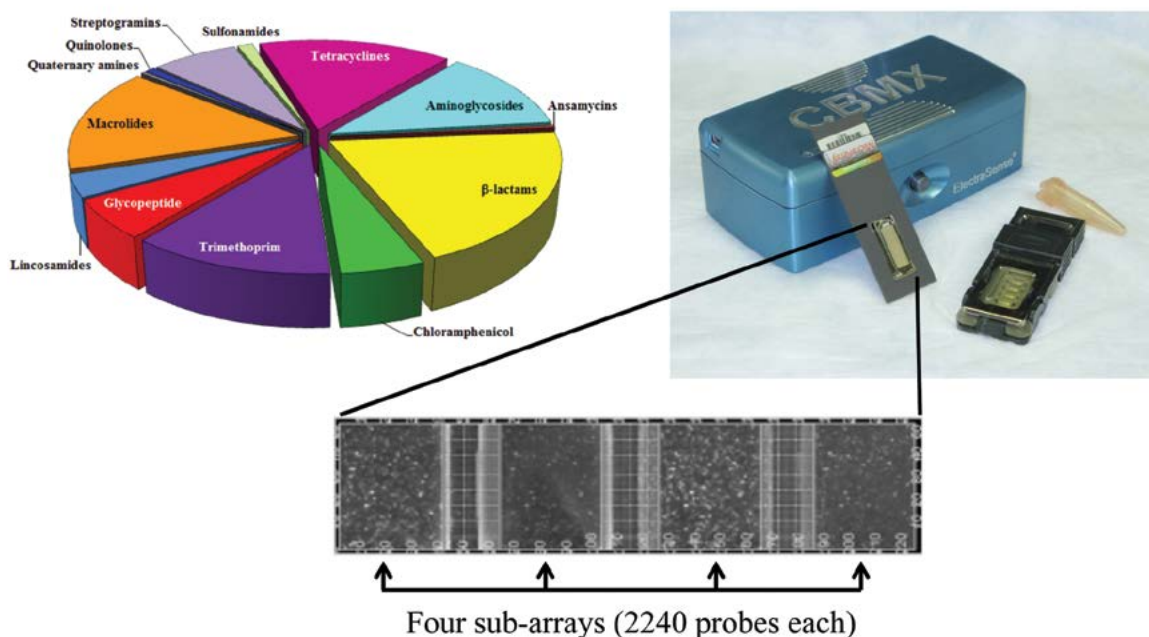 Streptogramins
Sulfonamides
Quinolones
Quaternary amines
Tetracyclines
Aminoglycosides
Ansamycins
Macrolides
β-lactams
Glycopeptide
Trimethoprim
Lincosamides
Chloramphenicol
CBMX
ElectraSense®
Four sub-arrays (2240 probes each)